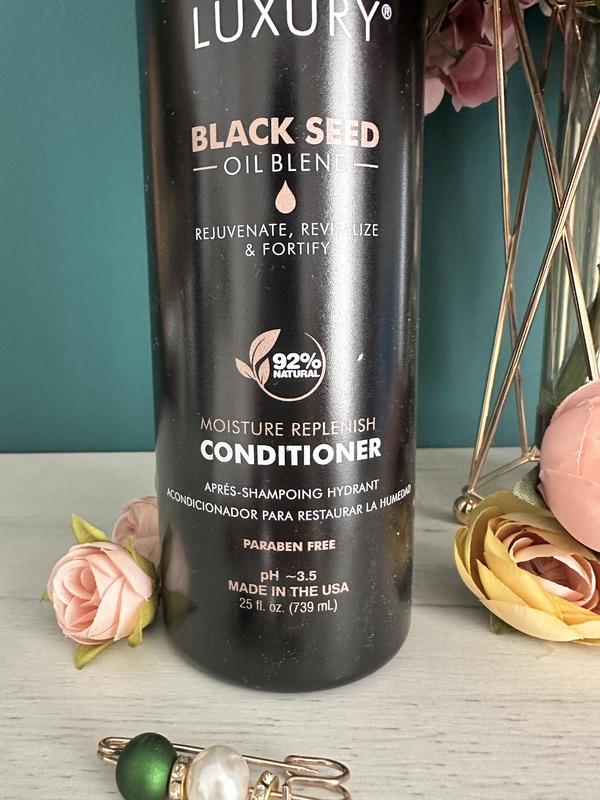 LUXURY®
BLACK SEED
OIL BLEND
REJUVENATE, REVITALIZE
& FORTIFY
92%
NATURAL
MOISTURE REPLENISH
CONDITIONER
APRÉS-SHAMPOING HYDRANT
ACONDICIONADOR PARA RESTAURAR LA HUMEDAD
PARABEN FREE
pH ~3.5
MADE IN THE USA
25 fl. oz. (739 mL)